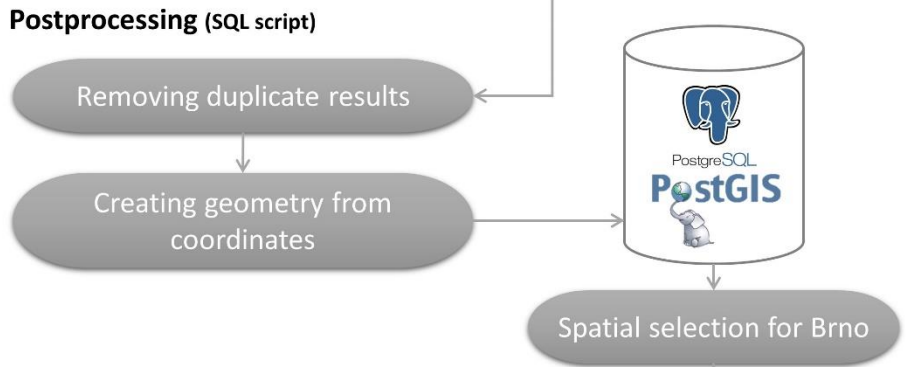 Postprocessing (SQL script)
Removing duplicate results
Creating geometry from
coordinates
PostgreSQL
PostGIS
Spatial selection for Brno